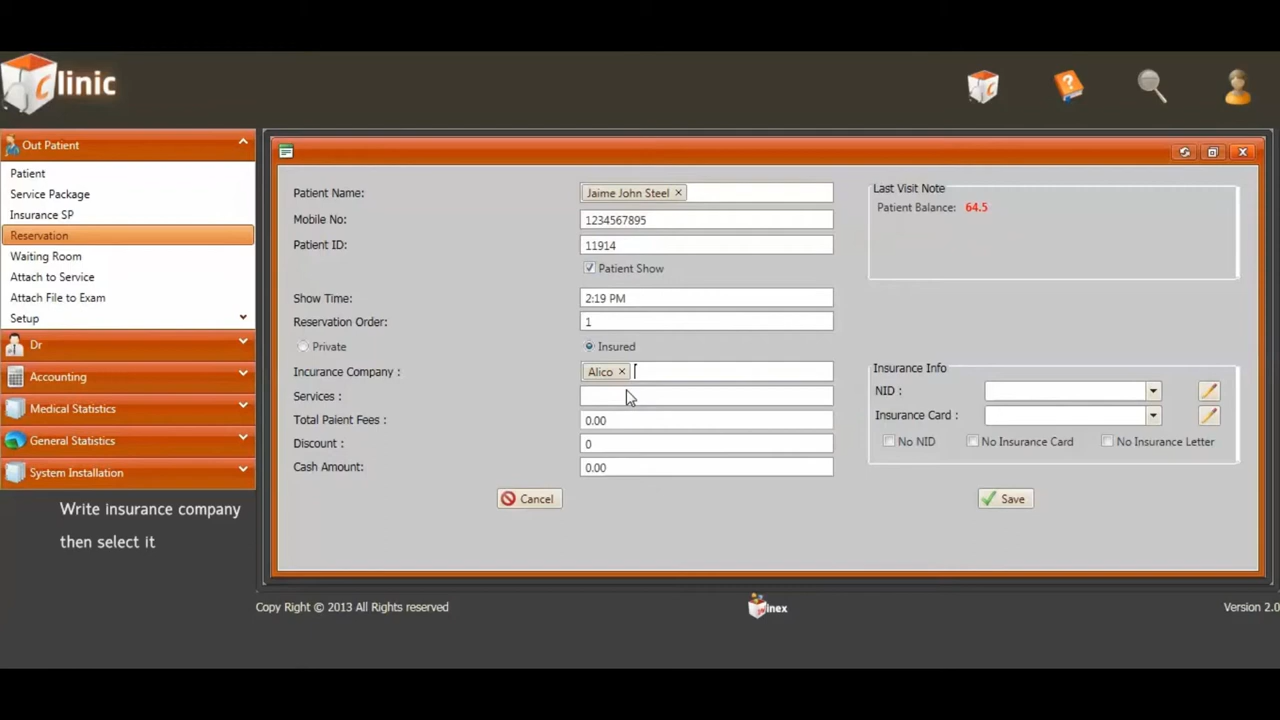 Clinic
Out Patient
Patient
Service Package
Insurance SP
Reservation
Waiting Room
Attach to Service
Attach File to Exam
Setup
Dr
Accounting
Medical Statistics
General Statistics
System Installation
Write insurance company
then select it
Patient Name: Jaime John Steel ×
Mobile No: 1234567895
Patient ID: 11914
Patient Show
Show Time: 2:19 PM
Reservation Order: 1
Private Insured
Incurance Company : Alico ×
Services :
Total Paient Fees : 0.00
Discount : 0
Cash Amount: 0.00
Cancel
Save
Last Visit Note
Patient Balance: 64.5
Insurance Info
NID :
Insurance Card :
No NID No Insurance Card No Insurance Letter
Copy Right © 2013 All Rights reserved
inex
Version 2.0